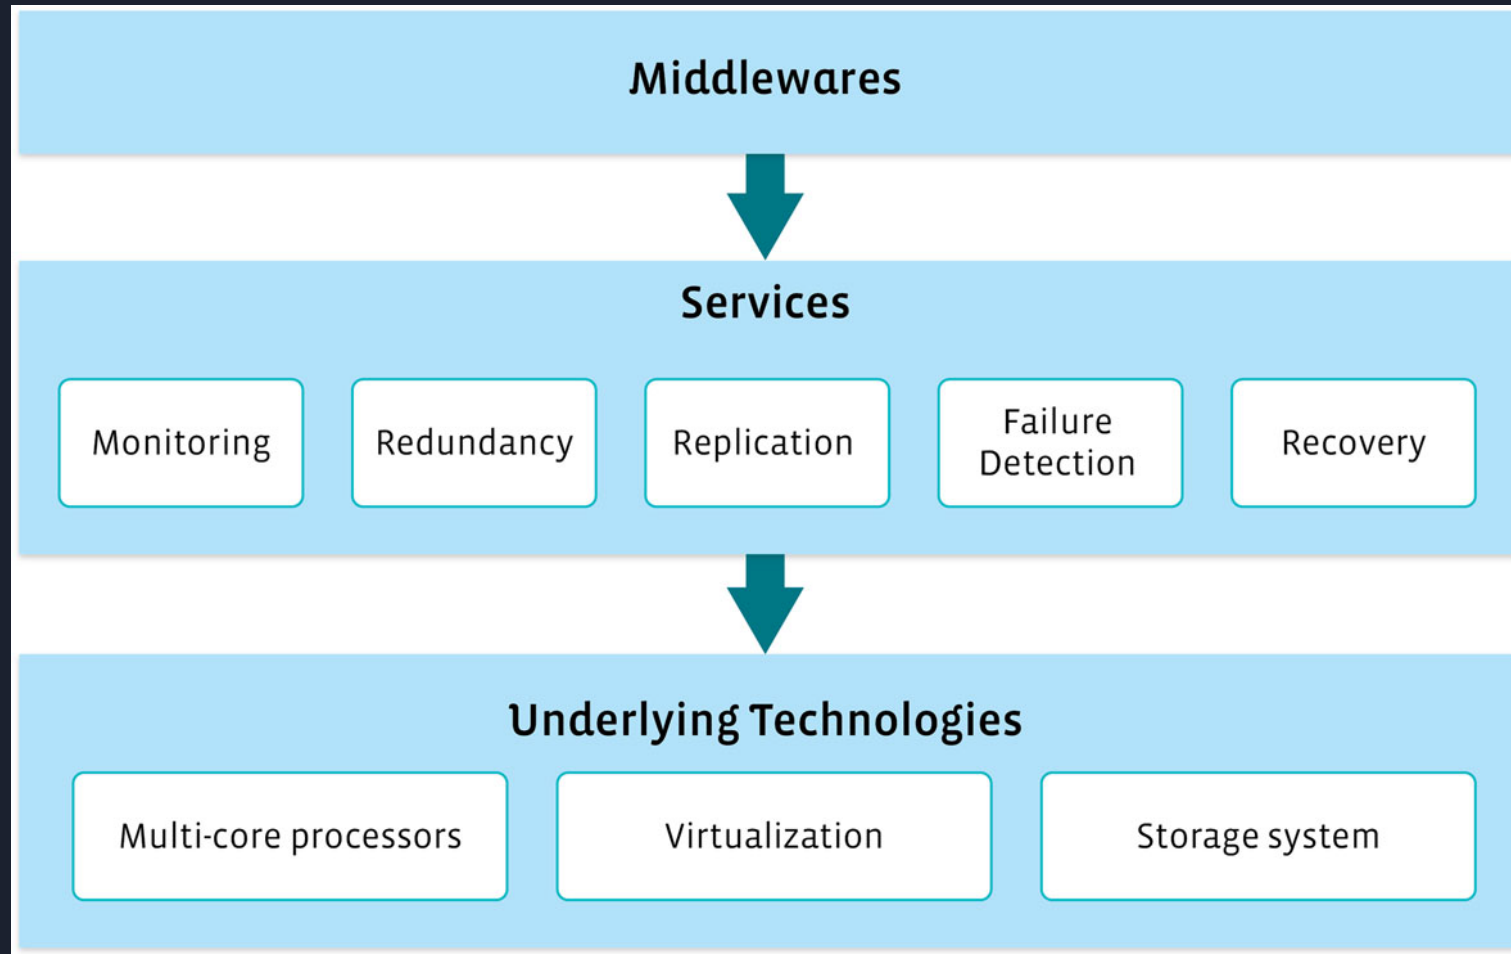 Middlewares
Services
Monitoring
Redundancy
Replication
Failure
Detection
Recovery
Underlying Technologies
Multi-core processors
Virtualization
Storage system